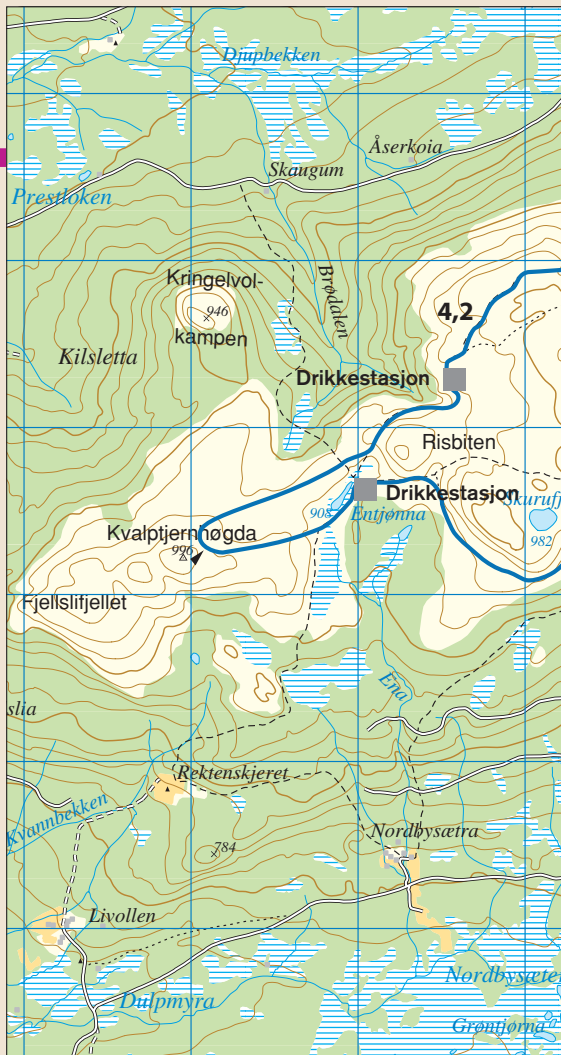 Djupbekken
Åserkoia
Skaugum
Prestløken
Kringelvol-
946
kampen
Brødalen
4,2
Kilsletta
Drikkestasjon
Risbiten
Drikkestasjon
Skurufj
908
Entjønna
Kvalptjernhøgda
996
982
Fjellslifjellet
Ena
slia
Rektenskjeret
Kvannbekken
Nordbysætra
784
Livollen
Nordbysæter
Dulpmyra
Grøntjørna